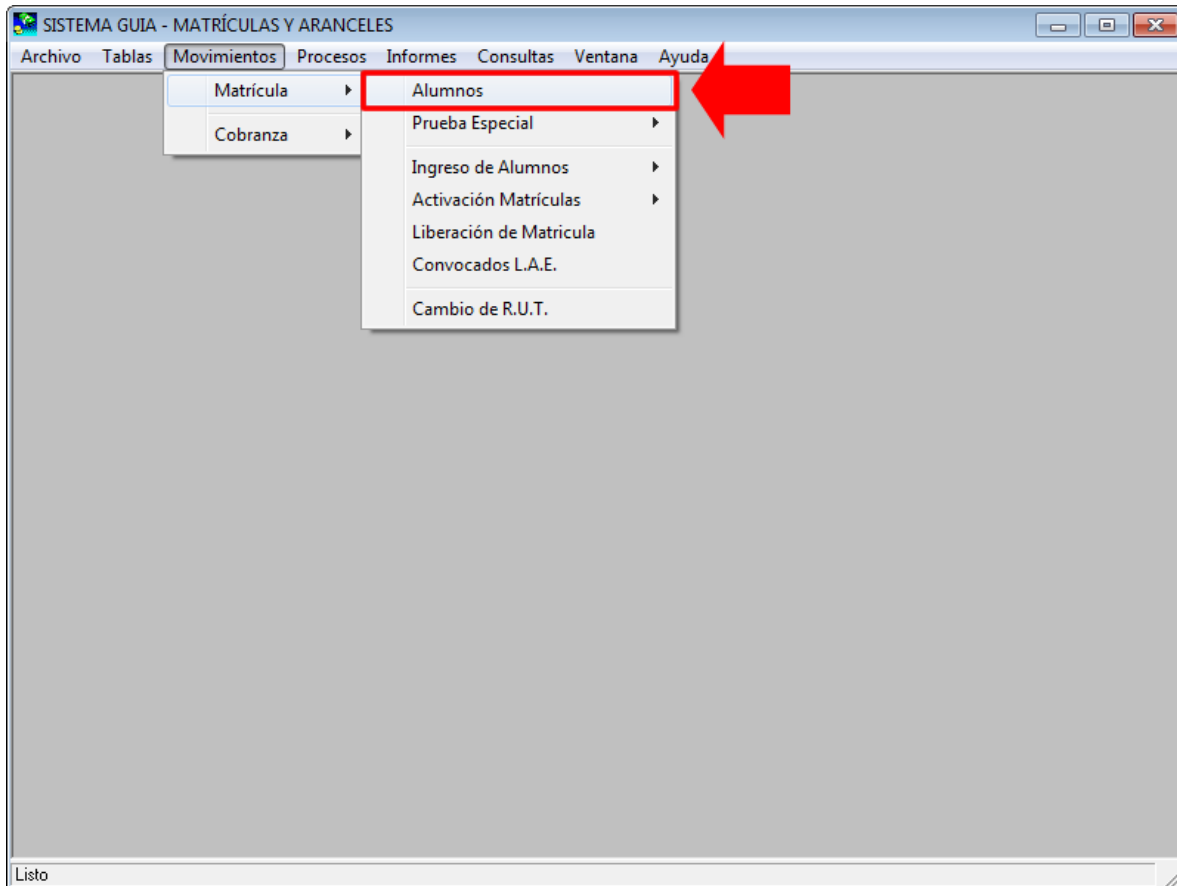 SISTEMA GUIA - MATRÍCULAS Y ARANCELES
Archivo Tablas Movimientos Procesos Informes Consultas Ventana Ayuda
Matrícula
Cobranza
Alumnos
Prueba Especial
Ingreso de Alumnos
Activación Matrículas
Liberación de Matricula
Convocados L.A.E.
Cambio de R.U.T.
Listo